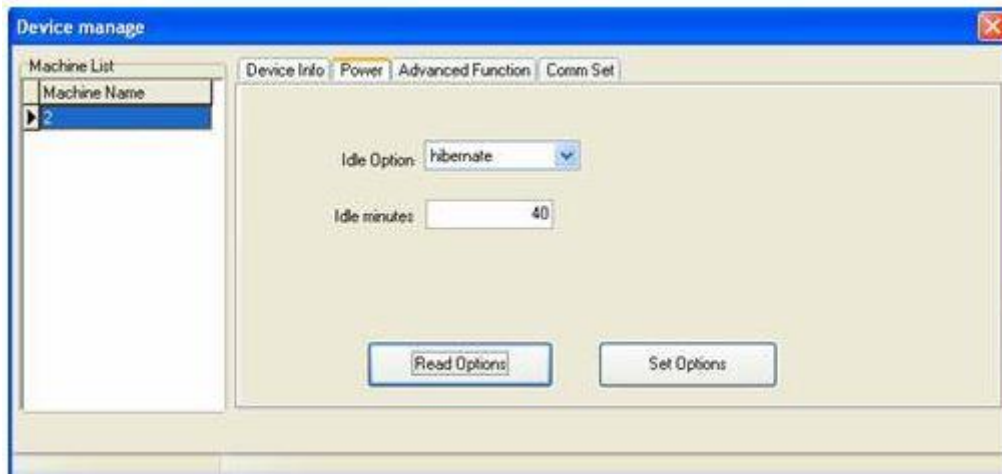 Device manage
Machine List
Machine Name
2
Device Info Power Advanced Function Comm Set
Idle Option hibernate
Idle minutes 40
Read Options Set Options